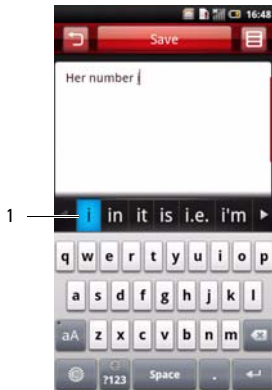 16:48
Save
Her number i
1
i in it is i.e. i'm
q w e r t y u i o p
a s d f g h j k l
aA z x c v b n m
?123 Space .